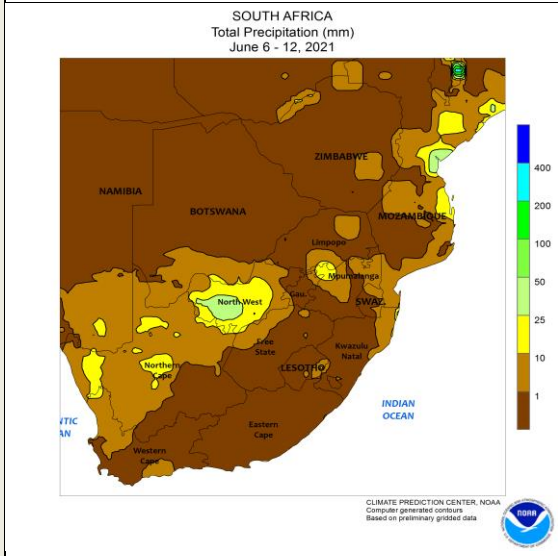 SOUTH AFRICA
Total Precipitation (mm)
June 6 - 12, 2021
ZIMBABWE
NAMIBIA
BOTSWANA
MOZAMBIQUE
Limpopo
Mpumalanga
Gau.
SWAZ.
North West
Free
State
Kwazulu
Natal
Northern
Cape
LESOTHO
Eastern
Cape
Western
Cape
INDIAN
OCEAN
NTIC
AN
400
200
100
50
25
10
1
CLIMATE PREDICTION CENTER, NOAA
Computer generated contours
Based on preliminary gridded data
NOAA